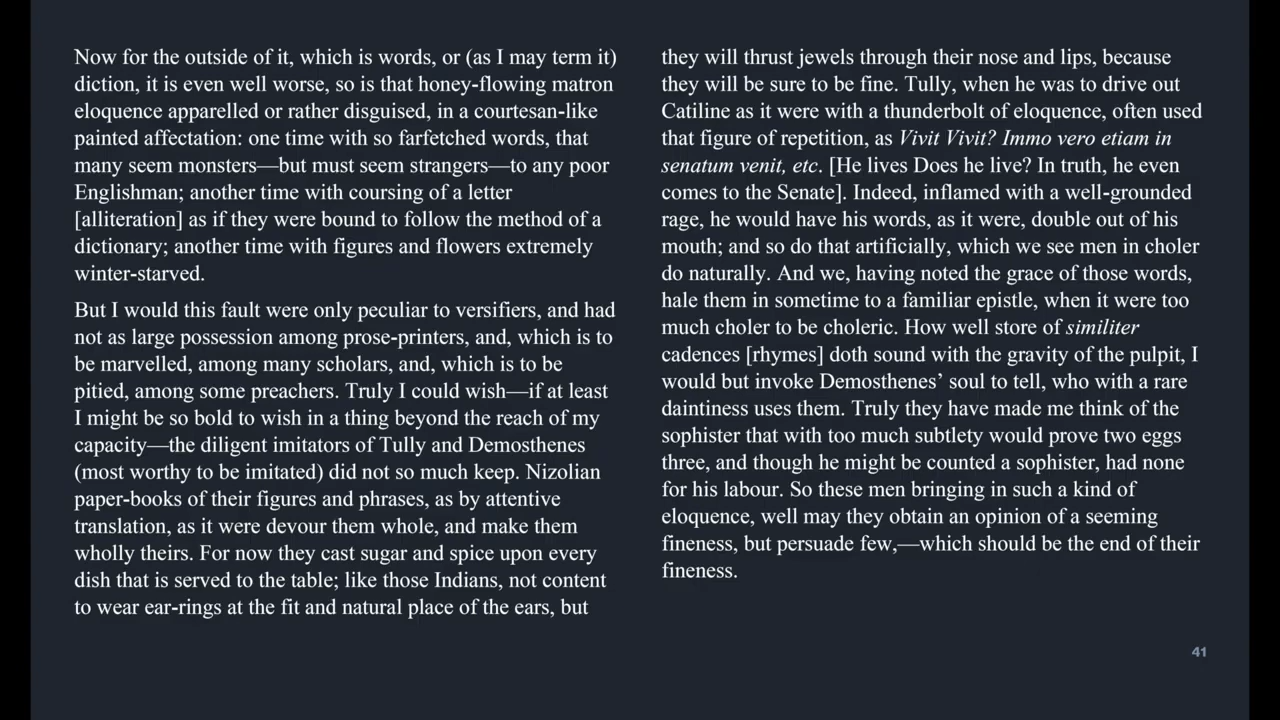 Now for the outside of it, which is words, or (as I may term it)
diction, it is even well worse, so is that honey-flowing matron
eloquence apparelled or rather disguised, in a courtesan-like
painted affectation: one time with so farfetched words, that
many seem monsters—but must seem strangers—to any poor
Englishman; another time with coursing of a letter
[alliteration] as if they were bound to follow the method of a
dictionary; another time with figures and flowers extremely
winter-starved.
But I would this fault were only peculiar to versifiers, and had
not as large possession among prose-printers, and, which is to
be marvelled, among many scholars, and, which is to be
pitied, among some preachers. Truly I could wish—if at least
I might be so bold to wish in a thing beyond the reach of my
capacity—the diligent imitators of Tully and Demosthenes
(most worthy to be imitated) did not so much keep. Nizolian
paper-books of their figures and phrases, as by attentive
translation, as it were devour them whole, and make them
wholly theirs. For now they cast sugar and spice upon every
dish that is served to the table; like those Indians, not content
to wear ear-rings at the fit and natural place of the ears, but
they will thrust jewels through their nose and lips, because
they will be sure to be fine. Tully, when he was to drive out
Catiline as it were with a thunderbolt of eloquence, often used
that figure of repetition, as Vivit Vivit? Immo vero etiam in
senatum venit, etc. [He lives Does he live? In truth, he even
comes to the Senate]. Indeed, inflamed with a well-grounded
rage, he would have his words, as it were, double out of his
mouth; and so do that artificially, which we see men in choler
do naturally. And we, having noted the grace of those words,
hale them in sometime to a familiar epistle, when it were too
much choler to be choleric. How well store of similiter
cadences [rhymes] doth sound with the gravity of the pulpit, I
would but invoke Demosthenes’ soul to tell, who with a rare
daintiness uses them. Truly they have made me think of the
sophister that with too much subtlety would prove two eggs
three, and though he might be counted a sophister, had none
for his labour. So these men bringing in such a kind of
eloquence, well may they obtain an opinion of a seeming
fineness, but persuade few,—which should be the end of their
fineness.
41